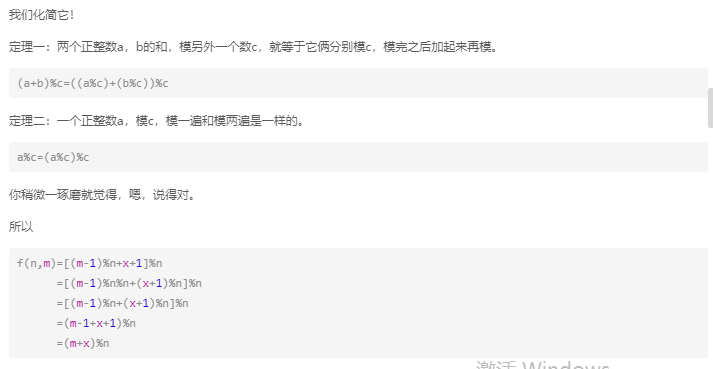 我们化简它！
定理一：两个正整数a，b的和，模另外一个数c，就等于它俩分别模c，模完之后加起来再模。
(a+b)%c=((a%c)+(b%c))%c
定理二：一个正整数a，模c，模一遍和模两遍是一样的。
a%c=(a%c)%c
你稍微一琢磨就觉得，嗯，说得对。
所以
f(n,m)=[(m-1)%n+x+1]%n
=[(m-1)%n%n+(x+1)%n]%n
=[(m-1)%n+(x+1)%n]%n
=(m-1+x+1)%n
=(m+x)%n
激活 Windows